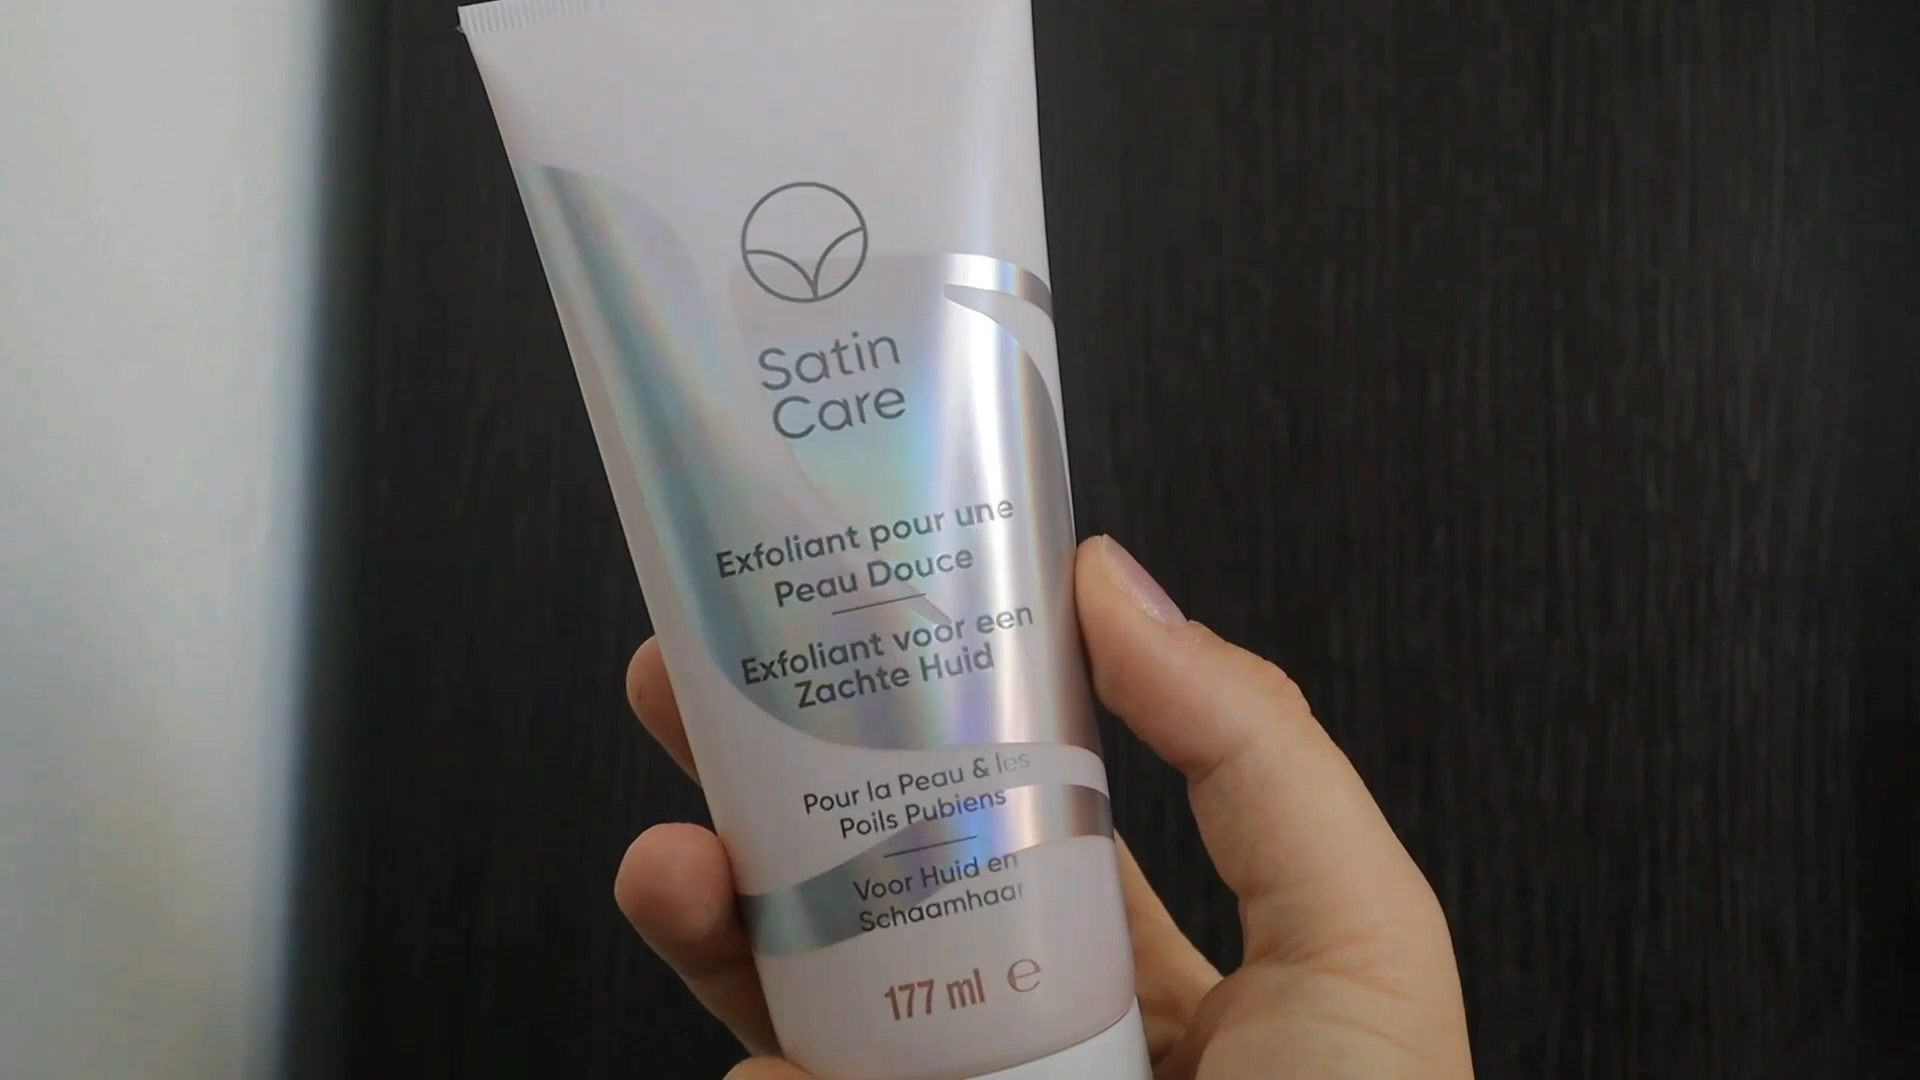 Satin
Care
Exfoliant pour une
Peau Douce
Exfoliant voor een
Zachte Huid
Pour la Peau & les
Poils Pubiens
Voor Huid en
Schaamhaar
177 ml e